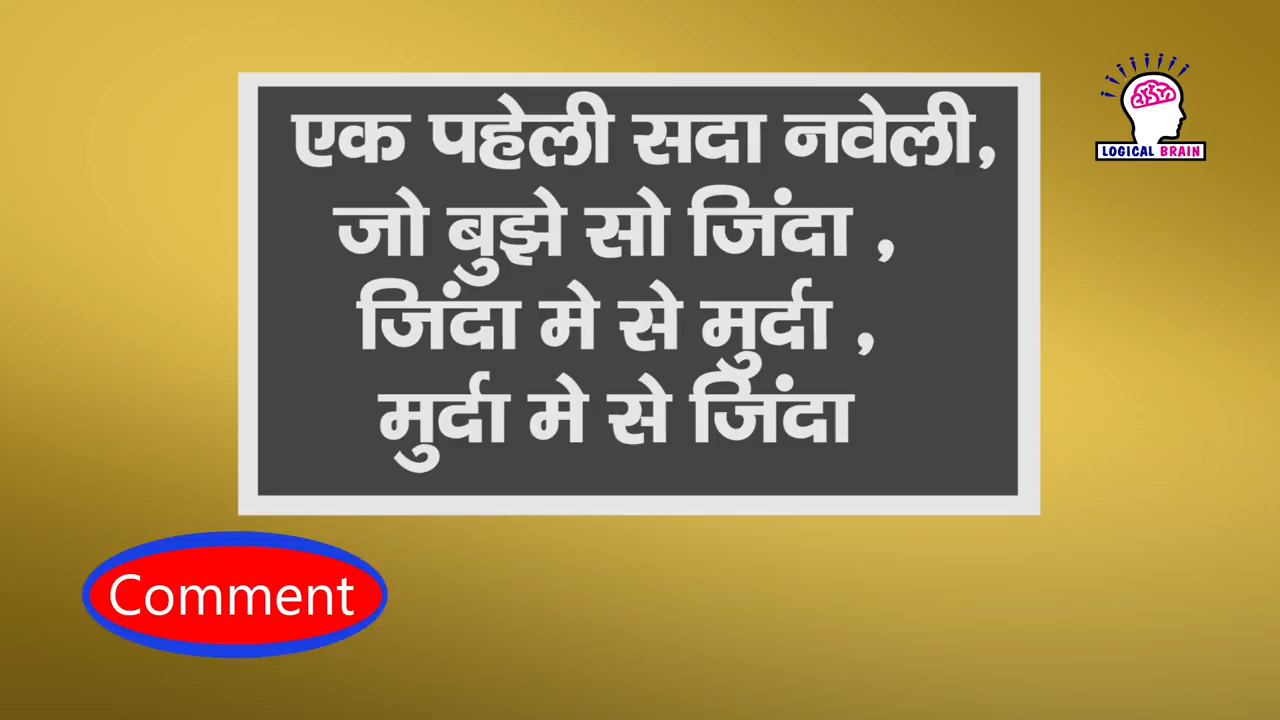 एक पहेली सदा नवेली,
जो बुझे सो जिंदा ,
जिंदा मे से मुर्दा ,
मुर्दा मे से जिंदा
LOGICAL BRAIN
Comment